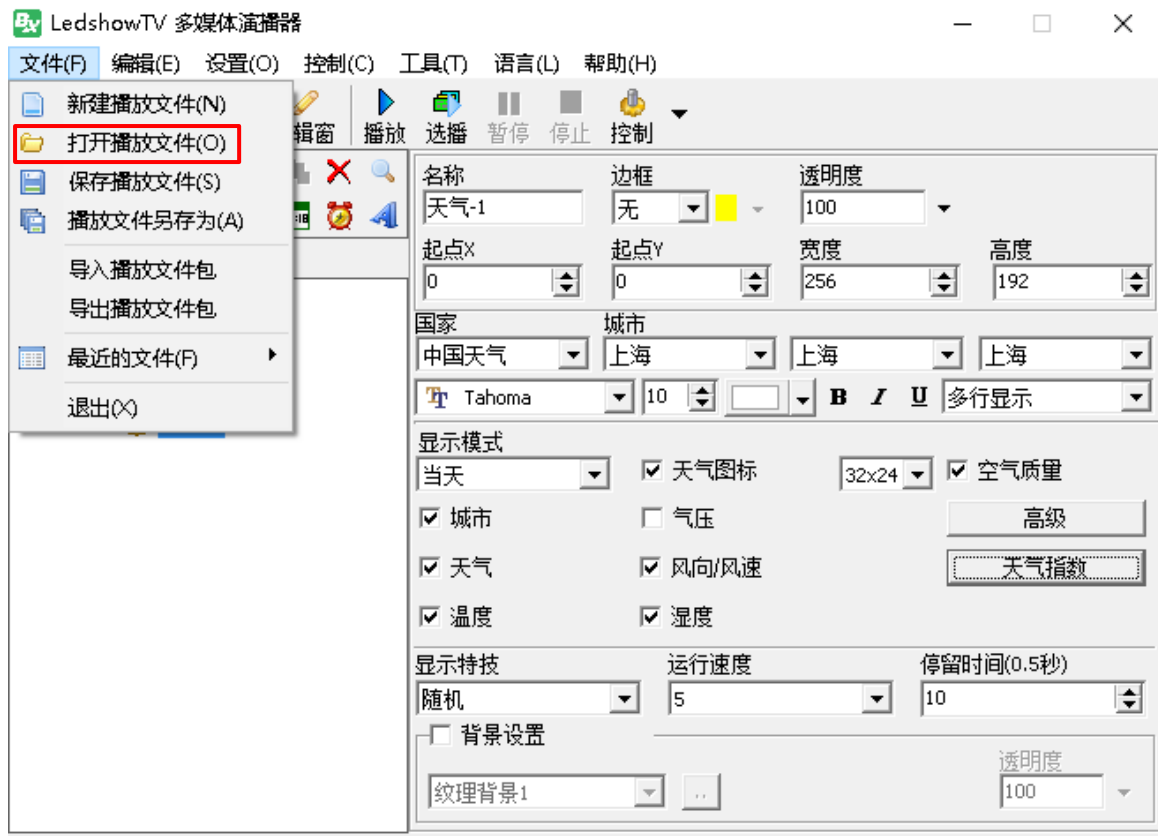 LedshowTV 多媒体演播器
文件(F) 编辑(E) 设置(O) 控制(C) 工具(T) 语言(L) 帮助(H)
新建播放文件(N)
打开播放文件(O)
保存播放文件(S)
播放文件另存为(A)
导入播放文件包
导出播放文件包
最近的文件(F)
退出(X)
辑窗 播放 选播 暂停 停止 控制
名称 边框 透明度
天气-1 无 100
起点X 起点Y 宽度 高度
0 0 256 192
国家 城市
中国天气 上海 上海 上海
Tahoma 10 B I U 多行显示
显示模式
当天 天气图标 32x24 空气质量
城市 气压 高级
天气 风向/风速 天气指数
温度 湿度
显示特技 运行速度 停留时间(0.5秒)
随机 5 10
背景设置
透明度
纹理背景1 .. 100